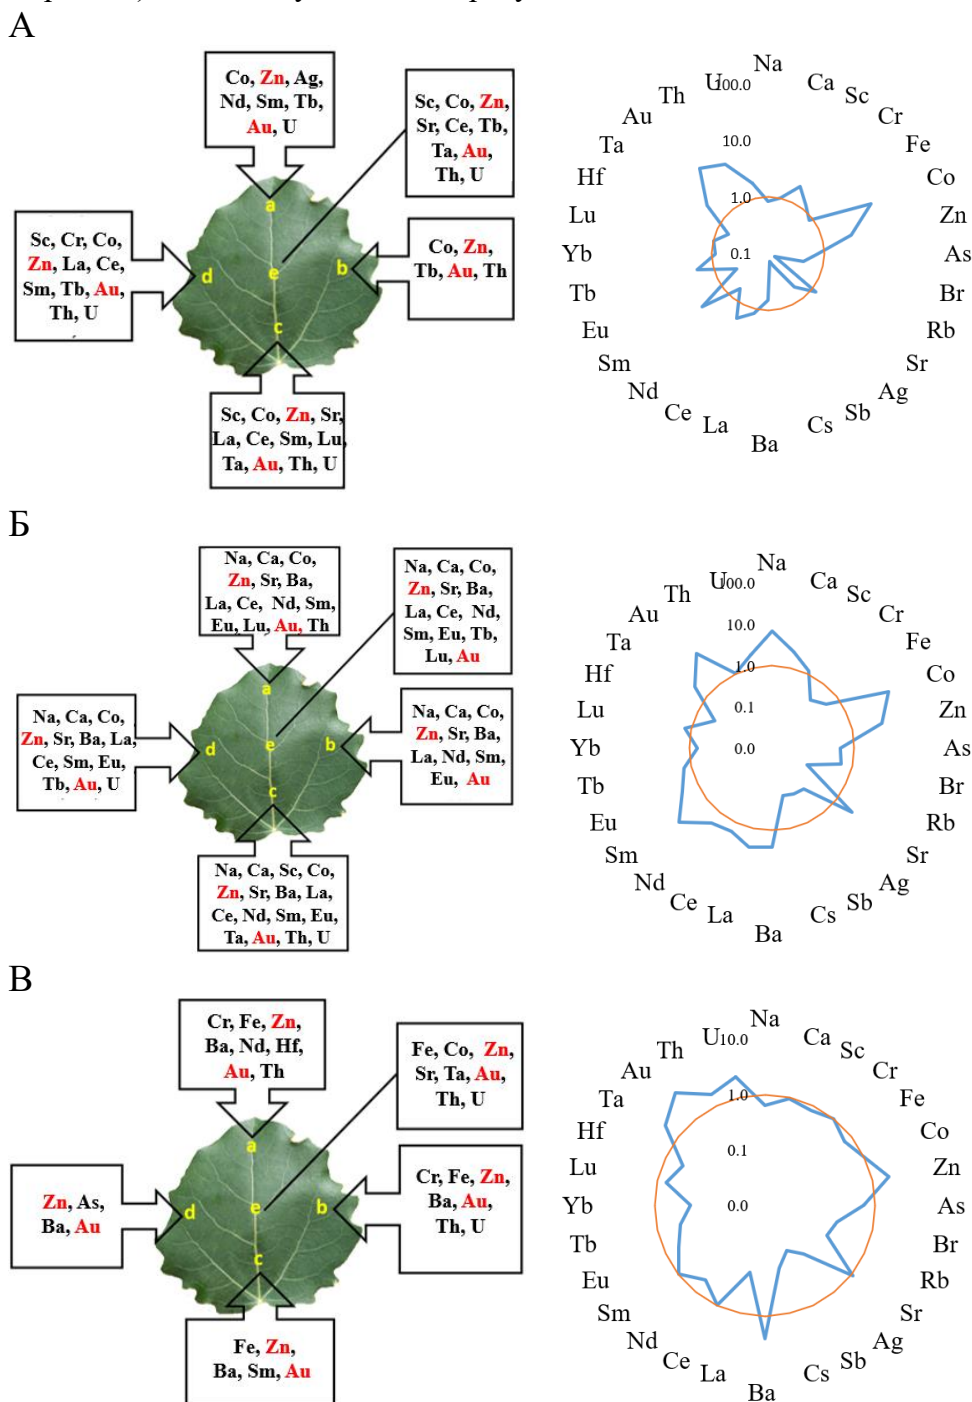 А
Co, Zn, Ag,
Nd, Sm, Tb,
Au, U
Sc, Co, Zn,
Sr, Ce, Tb,
Ta, Au,
Th, U
Sc, Cr, Co,
Zn, La, Ce,
Sm, Tb, Au,
Th, U
Co, Zn,
Tb, Au, Th
Sc, Co, Zn, Sr,
La, Ce, Sm, Lu,
Ta, Au, Th, U
a
b
c
d
e
Na
Ca
Sc
Cr
Fe
Co
Zn
As
Br
Rb
Sr
Ag
Sb
Cs
Ba
La
Ce
Nd
Sm
Eu
Tb
Yb
Lu
Hf
Ta
Au
Th
U
100.0
10.0
1.0
0.1
Б
Na, Ca, Co,
Zn, Sr, Ba,
La, Ce, Nd, Sm,
Eu, Lu, Au, Th
Na, Ca, Co,
Zn, Sr, Ba,
La, Ce, Nd,
Sm, Eu, Tb,
Lu, Au
Na, Ca, Co,
Zn, Sr, Ba, La,
Ce, Sm, Eu,
Tb, Au, U
Na, Ca, Co,
Zn, Sr, Ba,
La, Nd, Sm,
Eu, Au
Na, Ca, Sc, Co,
Zn, Sr, Ba, La,
Ce, Nd, Sm, Eu,
Ta, Au, Th, U
a
b
c
d
e
Na
Ca
Sc
Cr
Fe
Co
Zn
As
Br
Rb
Sr
Ag
Sb
Cs
Ba
La
Ce
Nd
Sm
Eu
Tb
Yb
Lu
Hf
Ta
Au
Th
U
100.0
10.0
1.0
0.1
0.0
В
Cr, Fe, Zn,
Ba, Nd, Hf,
Au, Th
Fe, Co, Zn,
Sr, Ta, Au,
Th, U
Zn, As,
Ba, Au
Cr, Fe, Zn,
Ba, Au,
Th, U
Fe, Zn,
Ba, Sm, Au
a
b
c
d
e
Na
Ca
Sc
Cr
Fe
Co
Zn
As
Br
Rb
Sr
Ag
Sb
Cs
Ba
La
Ce
Nd
Sm
Eu
Tb
Yb
Lu
Hf
Ta
Au
Th
U
10.0
1.0
0.1
0.0